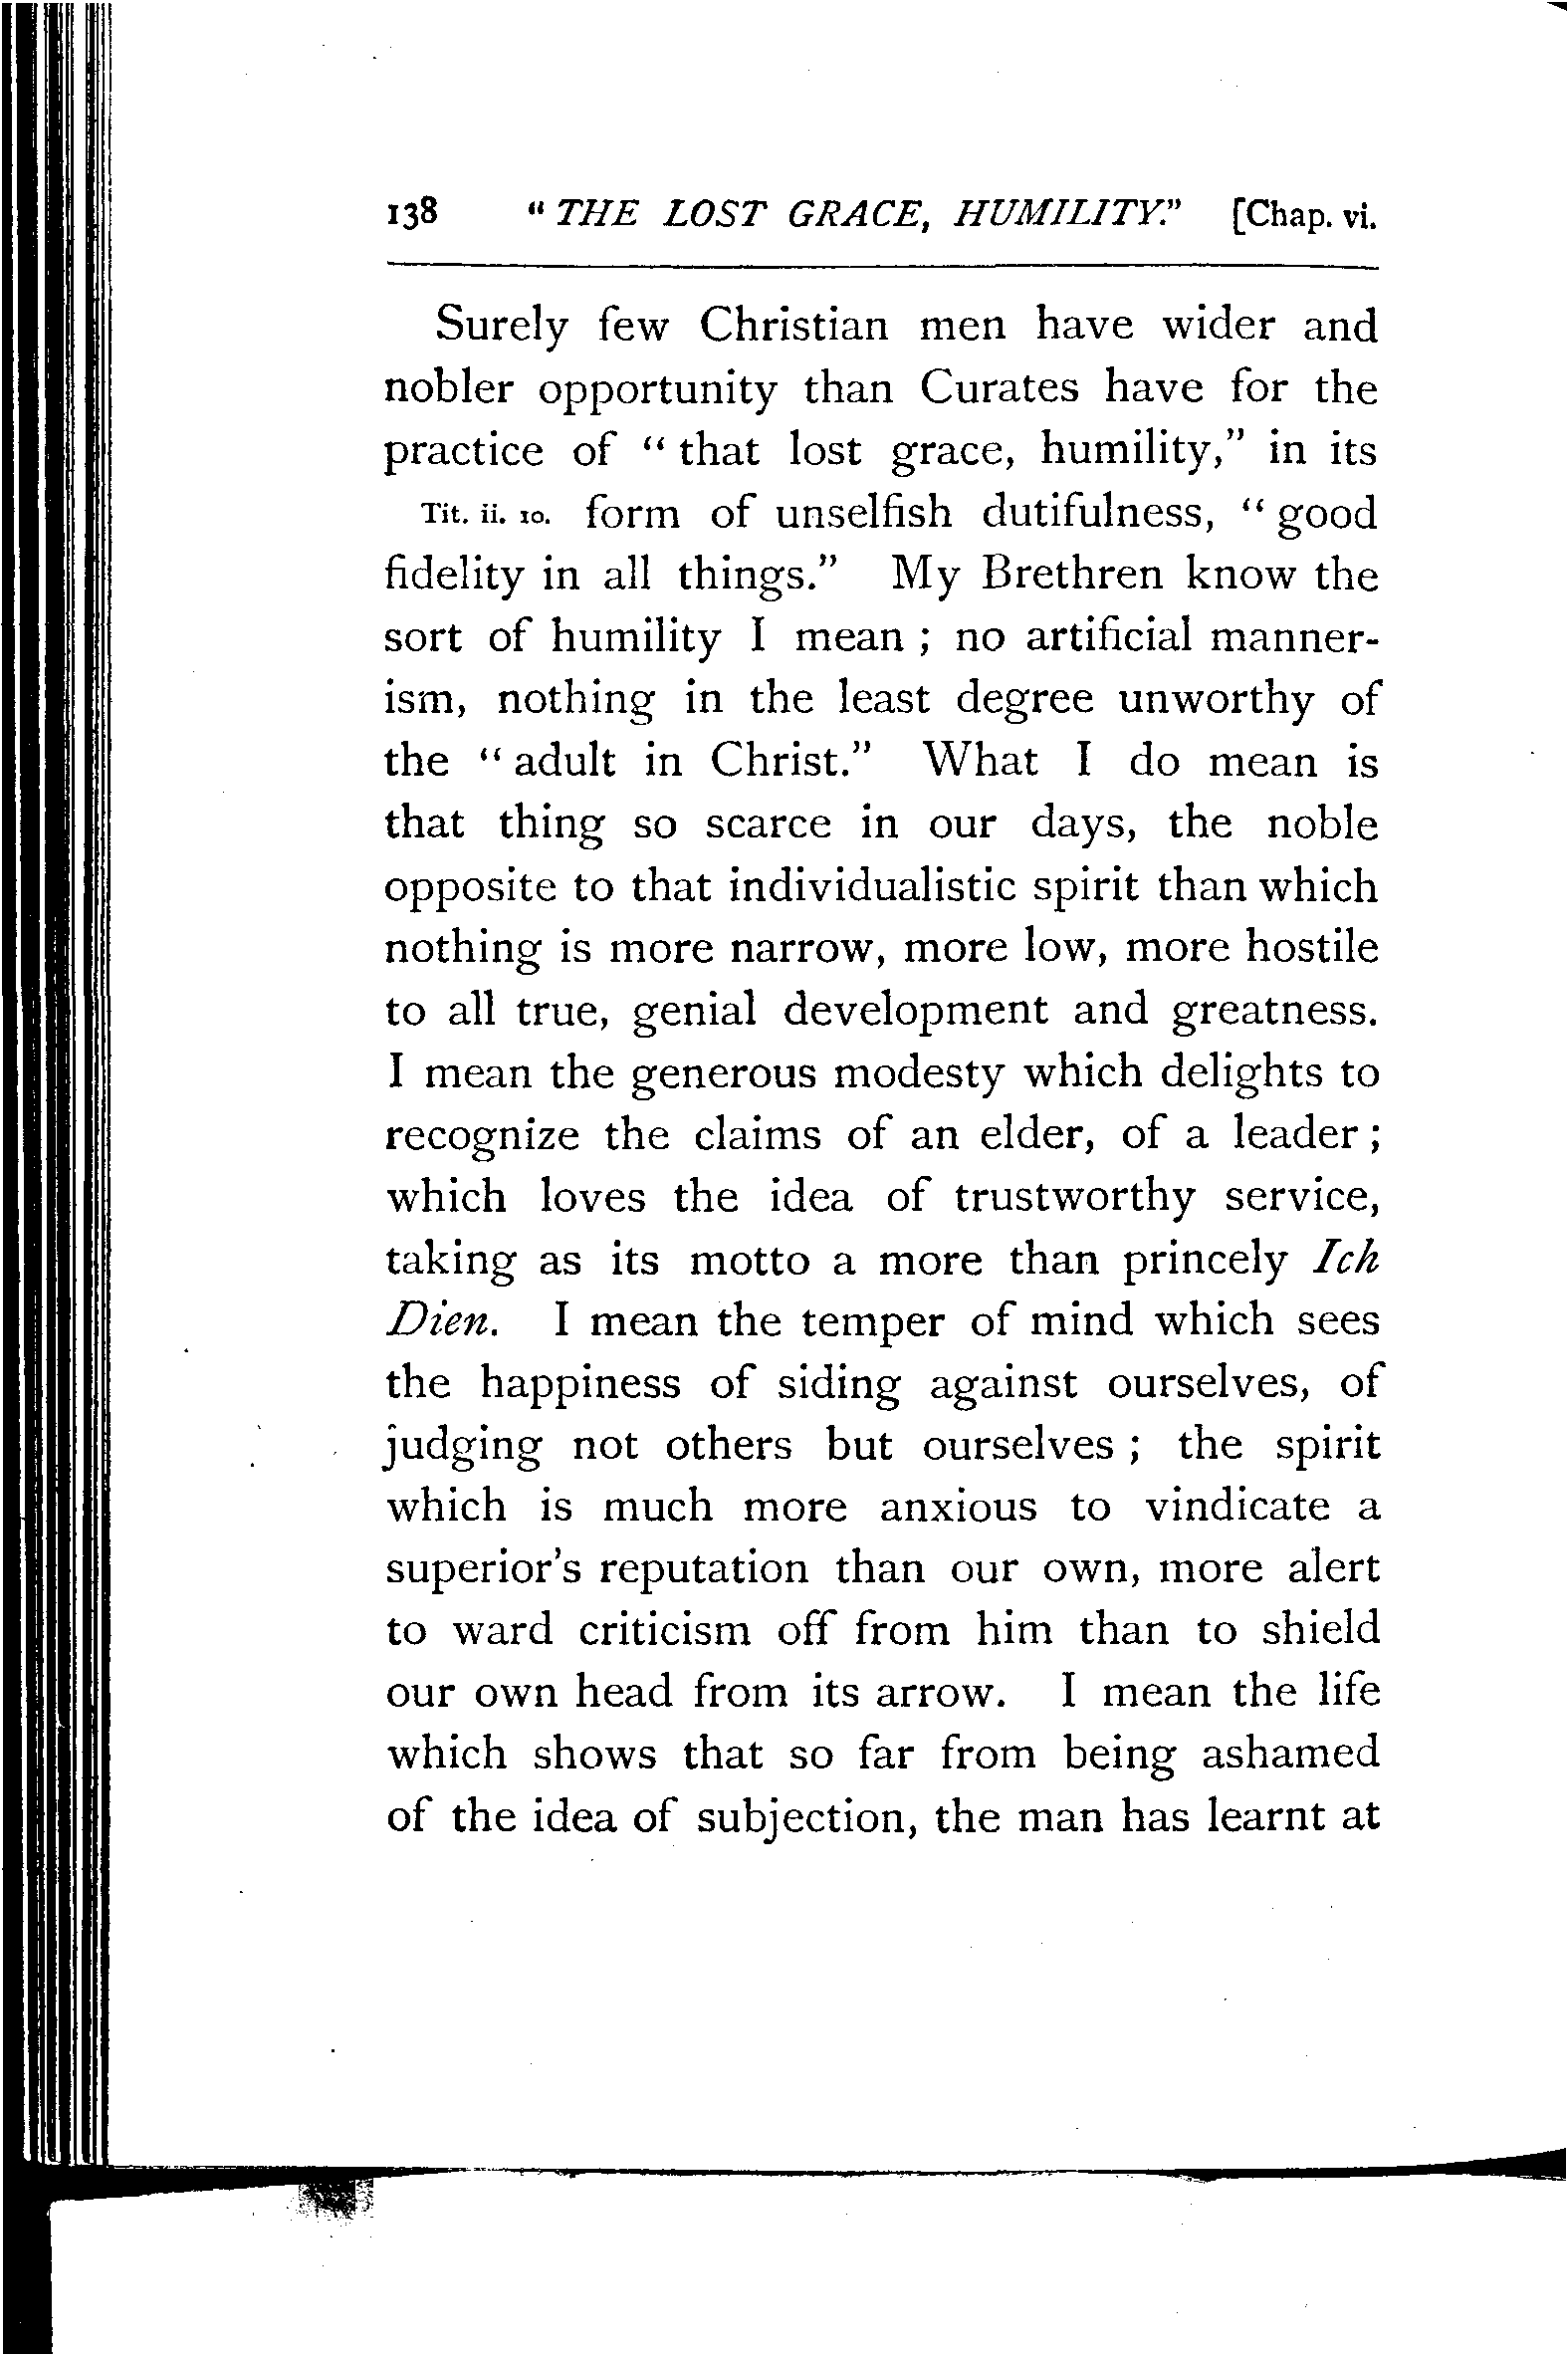 138 "THE LOST GRACE, HUMILITY." [Chap. vi.
Surely few Christian men have wider and
nobler opportunity than Curates have for the
practice of "that lost grace, humility," in its
Tit. ii. 10. form of unselfish dutifulness, "good
fidelity in all things." My Brethren know the
sort of humility I mean; no artificial manner-
ism, nothing in the least degree unworthy of
the "adult in Christ." What I do mean is
that thing so scarce in our days, the noble
opposite to that individualistic spirit than which
nothing is more narrow, more low, more hostile
to all true, genial development and greatness.
I mean the generous modesty which delights to
recognize the claims of an elder, of a leader;
which loves the idea of trustworthy service,
taking as its motto a more than princely Ich
Dien. I mean the temper of mind which sees
the happiness of siding against ourselves, of
judging not others but ourselves; the spirit
which is much more anxious to vindicate a
superior's reputation than our own, more alert
to ward criticism off from him than to shield
our own head from its arrow. I mean the life
which shows that so far from being ashamed
of the idea of subjection, the man has learnt at